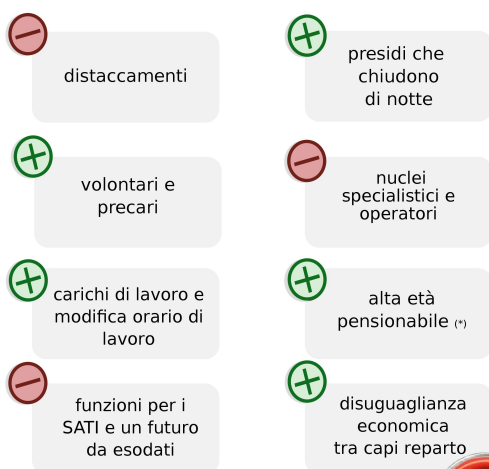 distaccamenti
presidi che
chiudono
di notte
volontari e
precari
nuclei
specialistici e
operatori
carichi di lavoro e
modifica orario di
lavoro
alta età
pensionabile (*)
funzioni per i
SATI e un futuro
da esodati
disuguaglianza
economica
tra capi reparto